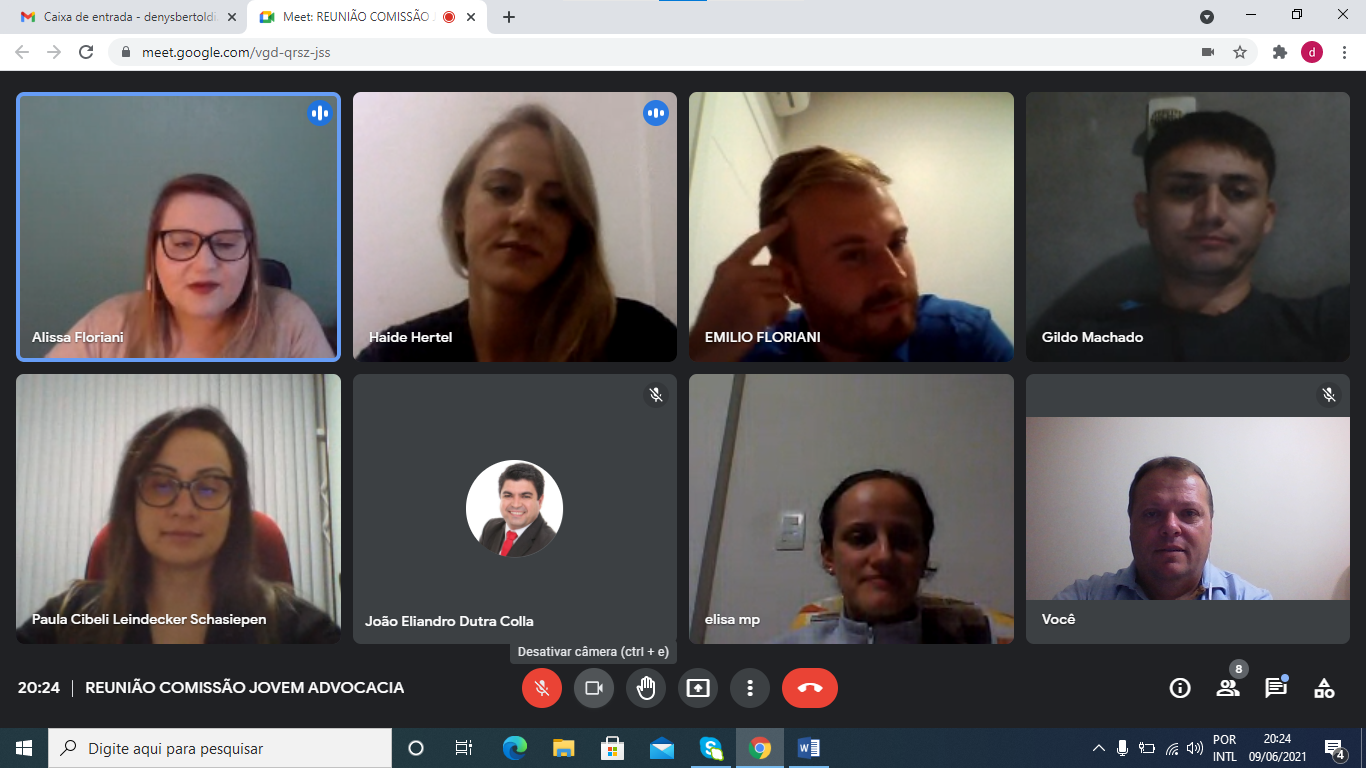 Caixa de entrada - denysbertoldi
Meet: REUNIÃO COMISSÃO
meet.google.com/vgd-qrsz-jss
d
Alissa Floriani
Haide Hertel
EMILIO FLORIANI
Gildo Machado
Paula Cibeli Leindecker Schasiepen
João Eliandro Dutra Colla
elisa mp
Você
Desativar câmera (ctrl + e)
20:24 | REUNIÃO COMISSÃO JOVEM ADVOCACIA
8
Digite aqui para pesquisar
POR
INTL
20:24
09/06/2021
4